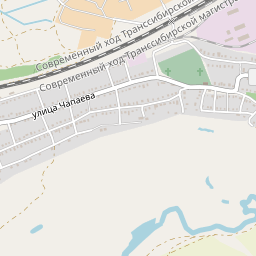 Современный ход Транссибирской
Современный ход Транссибирской магистрали
улица Чапаева